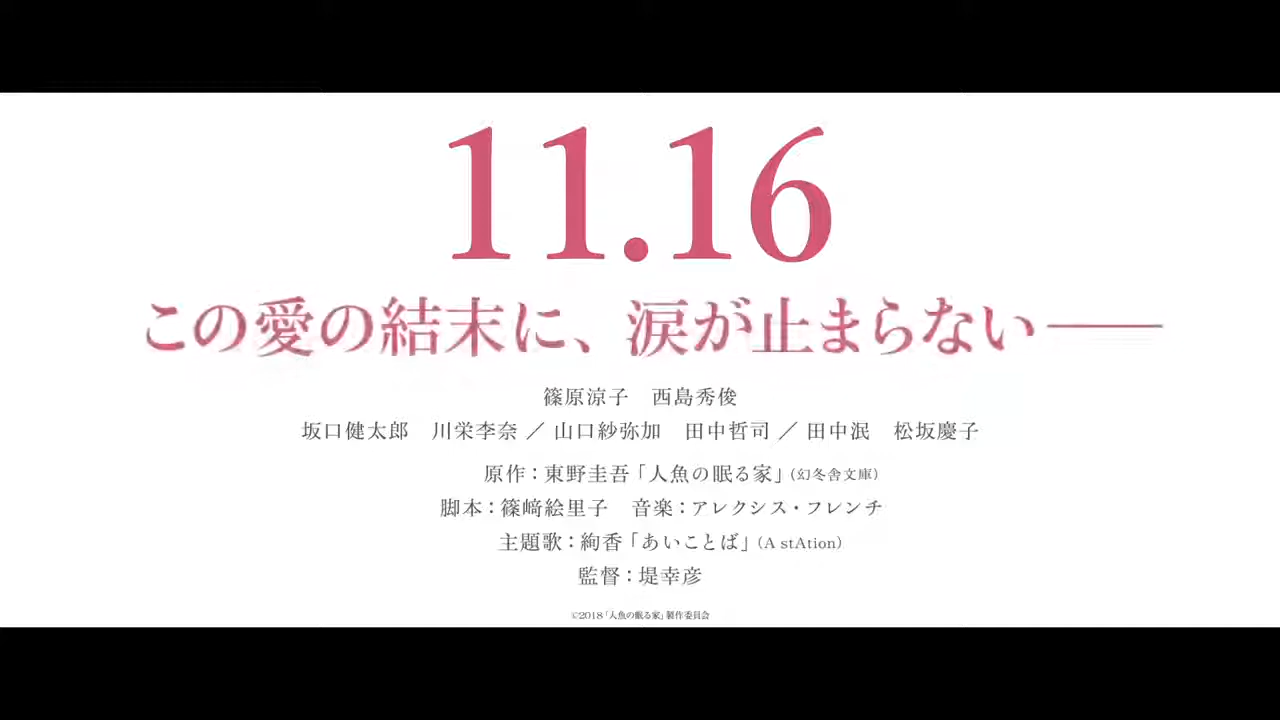 11.16
この愛の結末に、涙が止まらない――
篠原涼子　西島秀俊
坂口健太郎　川栄李奈 ／ 山口紗弥加　田中哲司 ／ 田中泯　松坂慶子
原作：東野圭吾「人魚の眠る家」（幻冬舎文庫）
脚本：篠﨑絵里子　音楽：アレクシス・フレンチ
主題歌：絢香「あいことば」（A stAtion）
監督：堤幸彦
©2018「人魚の眠る家」製作委員会